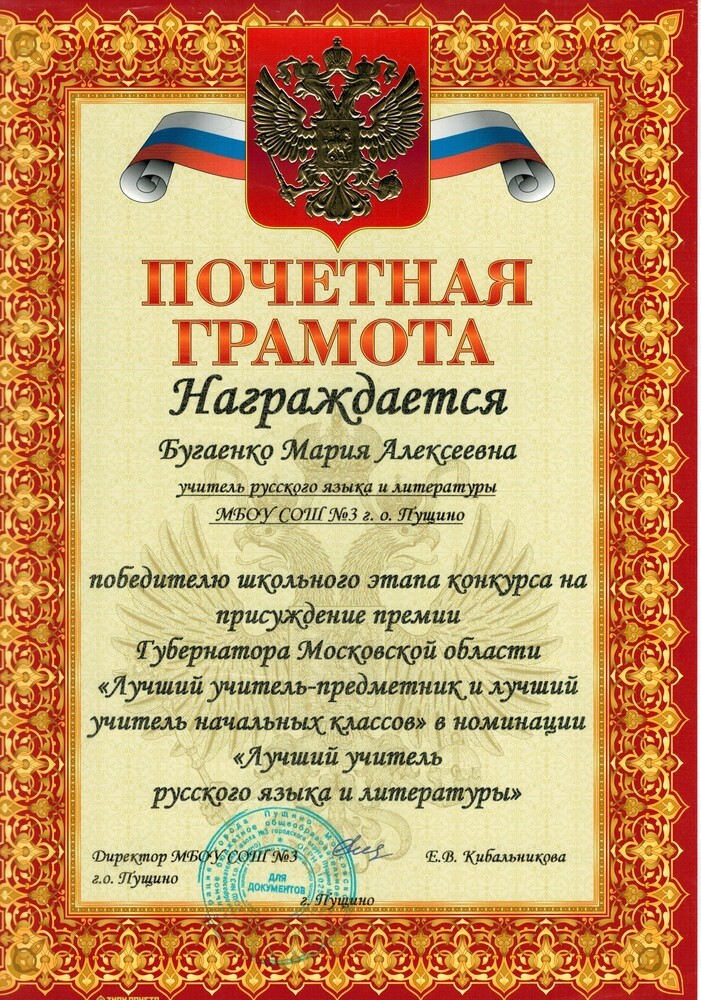 ПОЧЕТНАЯ
ГРАМОТА
Награждается
Бугаенко Мария Алексеевна
учитель русского языка и литературы
МБОУ СОШ №3 г. о. Пущино
победителю школьного этапа конкурса на
присуждение премии
Губернатора Московской области
«Лучший учитель-предметник и лучший
учитель начальных классов» в номинации
«Лучший учитель
русского языка и литературы»
Директор МБОУ СОШ №3
г.о. Пущино
Е.В. Кибальникова
ДЛЯ
ДОКУМЕНТОВ
г. Пущино